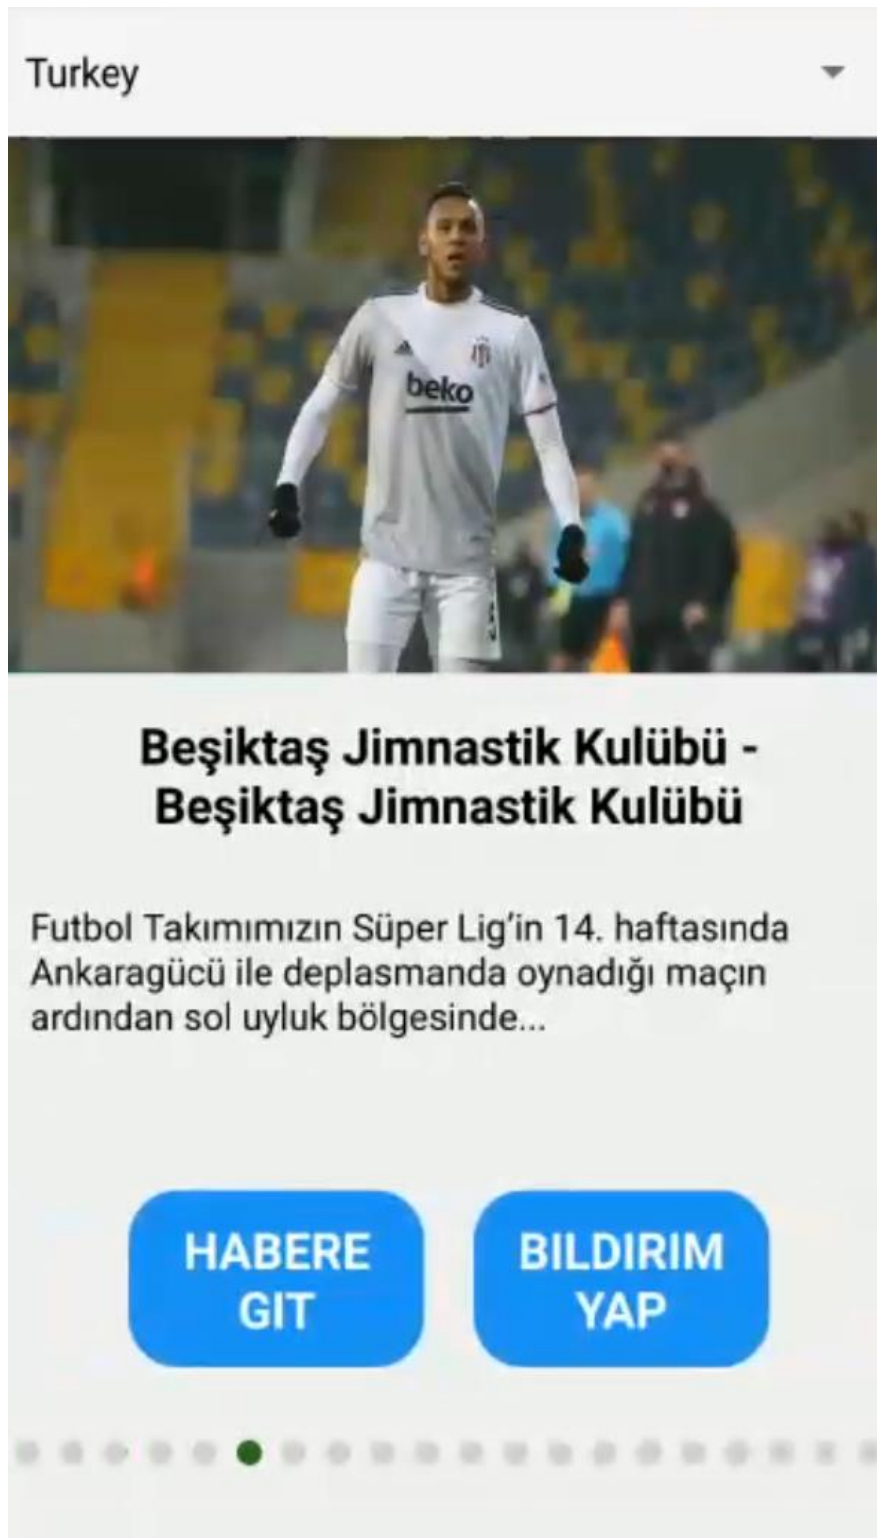 Turkey
beko
Beşiktaş Jimnastik Kulübü -
Beşiktaş Jimnastik Kulübü
Futbol Takımımızın Süper Lig’in 14. haftasında
Ankaragücü ile deplasmanda oynadığı maçın
ardından sol uyluk bölgesinde...
HABERE
GIT
BILDIRIM
YAP